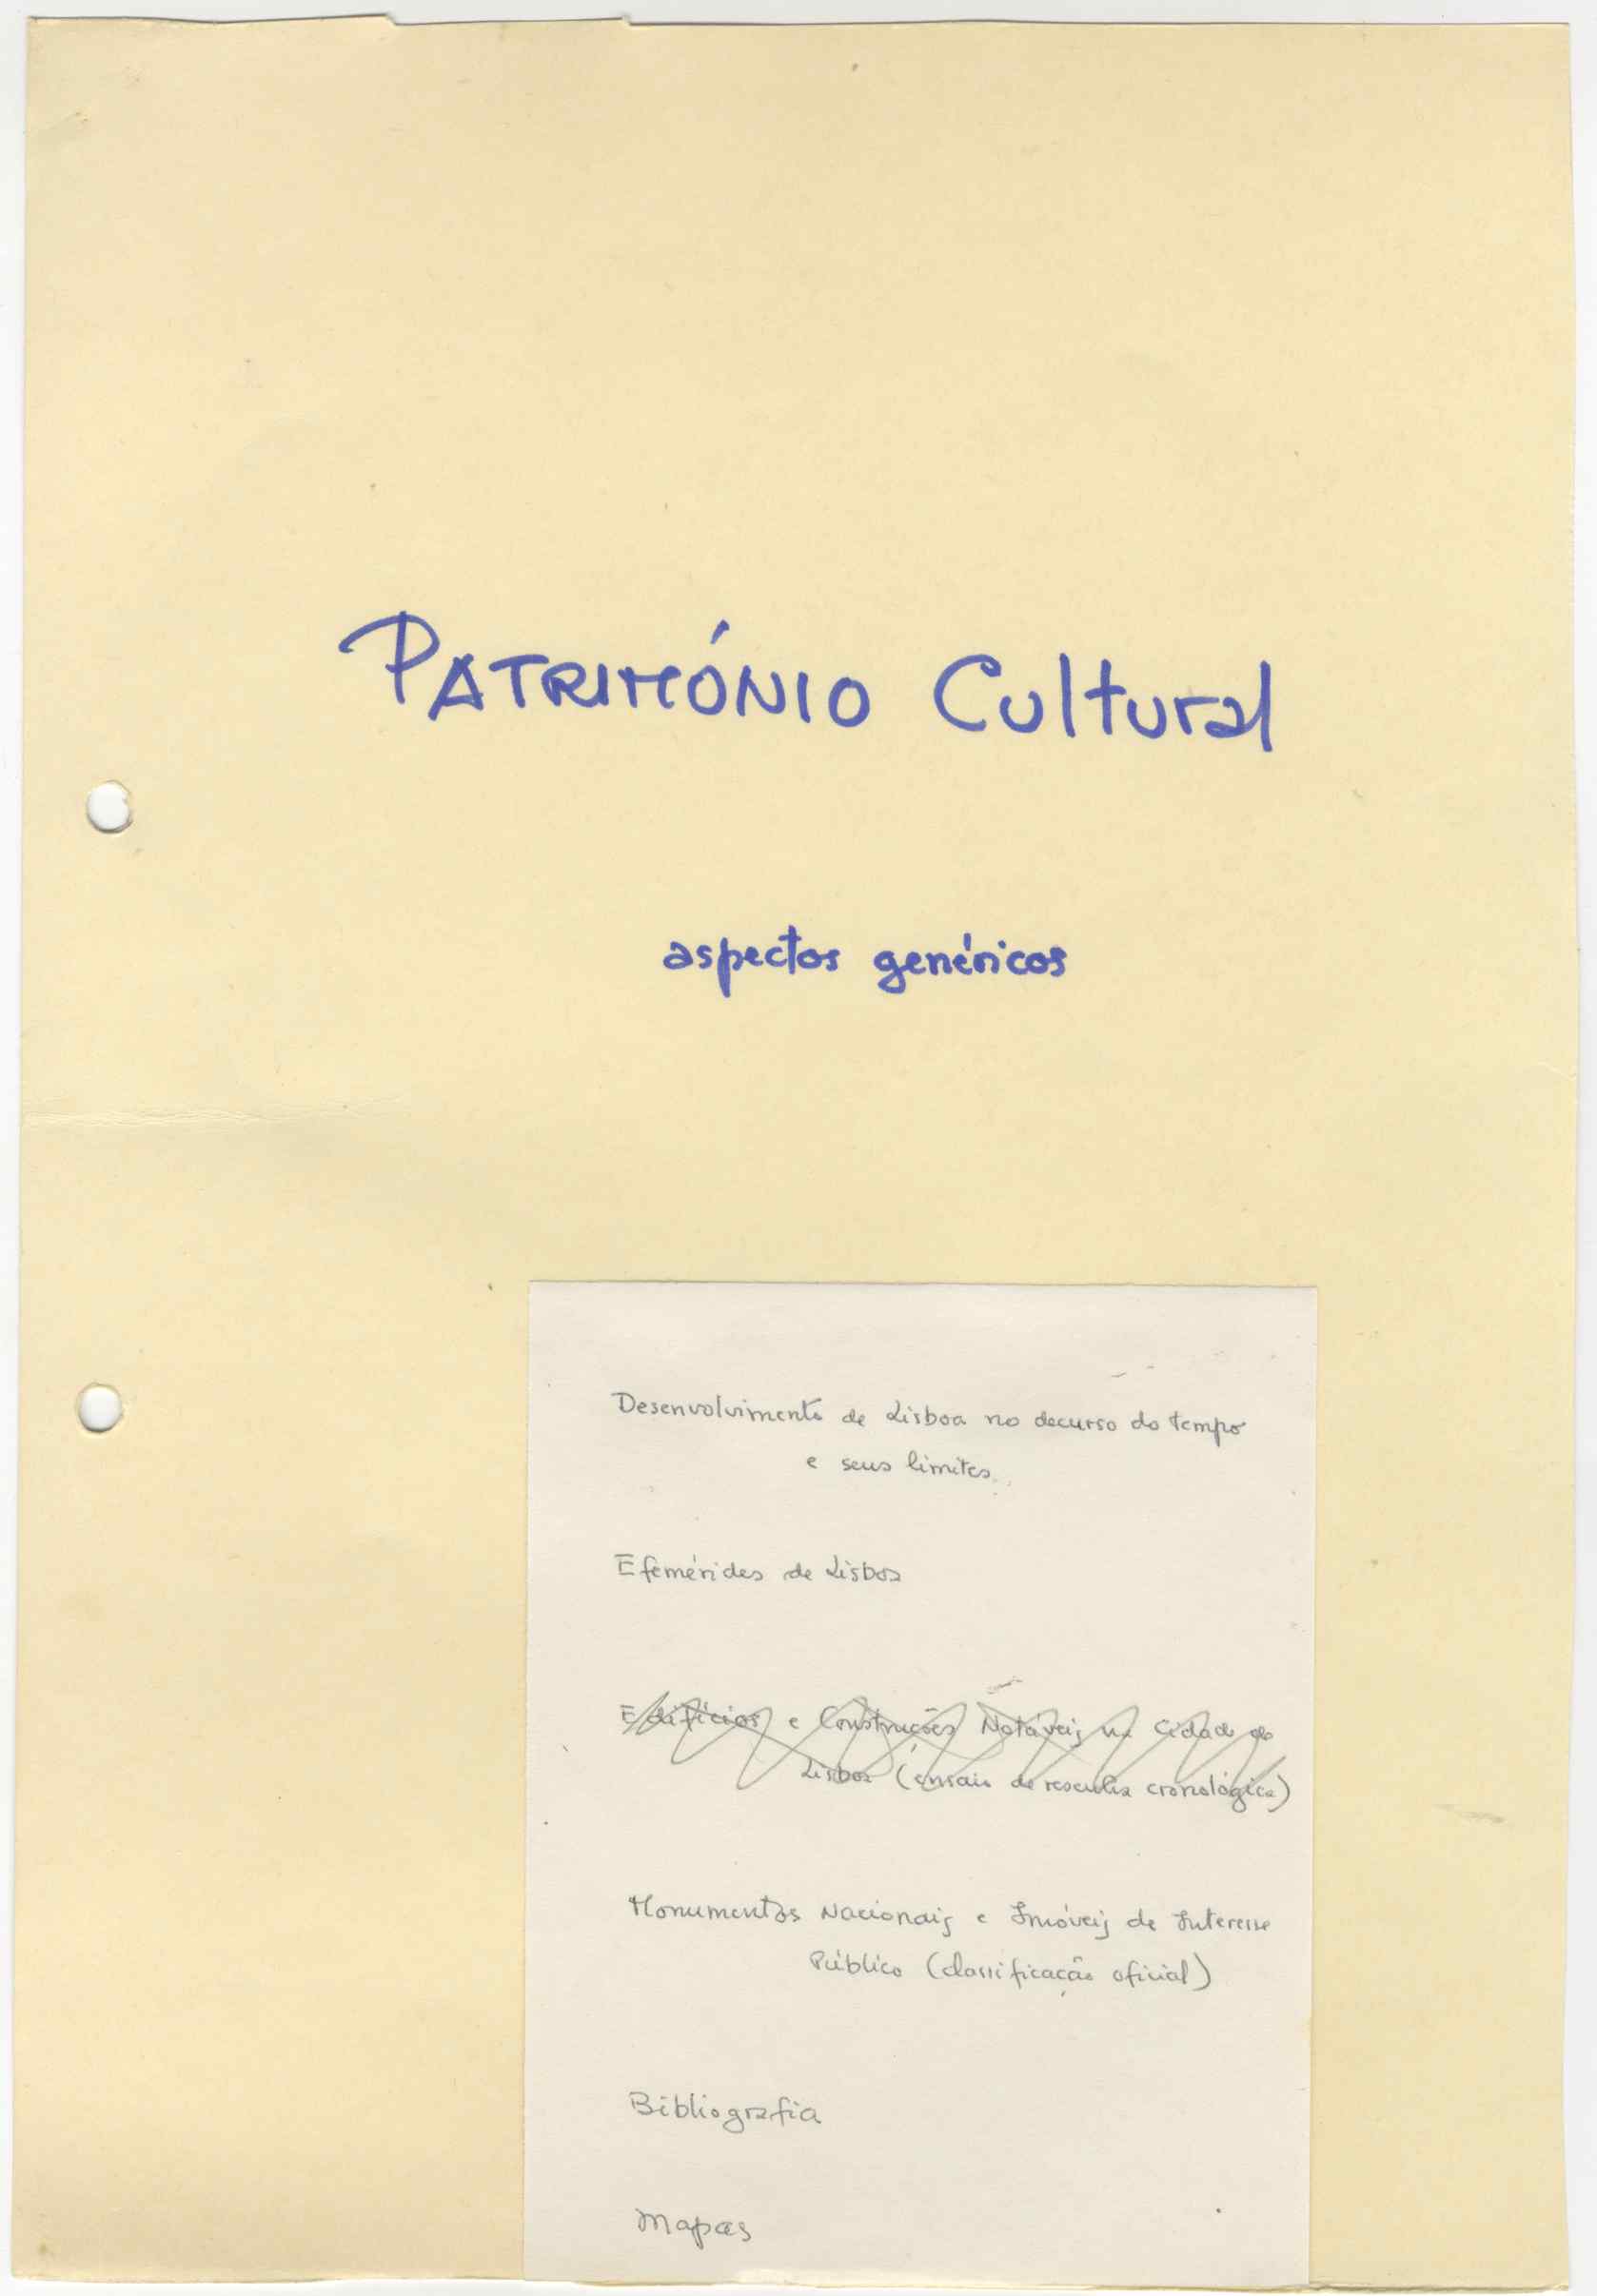 PATRIMÓNIO Cultural
aspectos genéricos
Desenvolvimento de Lisboa no decurso do tempo
e seus limites.
Efemérides de Lisboa
Edifícios e Construções Notáveis na Cidade de
Lisboa (ensaio de resenha cronológica)
Monumentos Nacionais e Imóveis de Interesse
Público (classificação oficial)
Bibliografia
Mapas